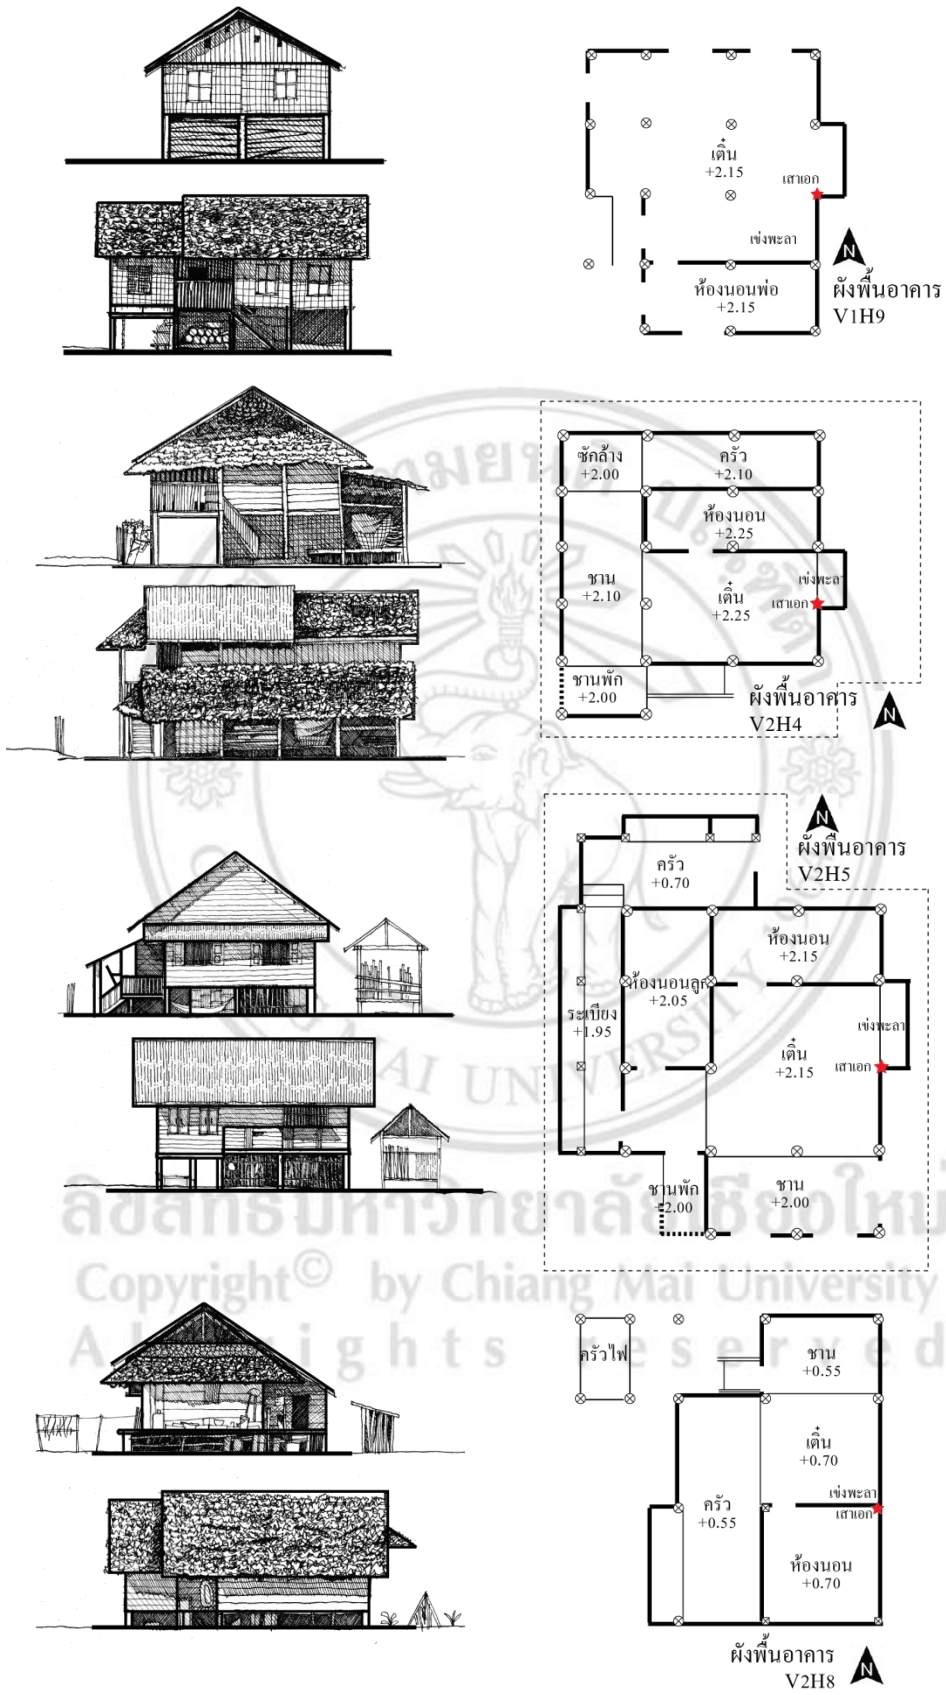 เติ๋น
+2.15
เสาเอก
เข่งพะลา
N
ห้องนอนพ่อ
+2.15
ผังพื้นอาคาร
V1H9
ซักล้าง
+2.00
ครัว
+2.10
ห้องนอน
+2.25
ชาน
+2.10
เข่งพะลา
เติ๋น
+2.25
เสาเอก
ชานพัก
+2.00
ผังพื้นอาคาร
V2H4
N
N
ผังพื้นอาคาร
V2H5
ครัว
+0.70
ห้องนอน
+2.15
ห้องนอนลูก
+2.05
ระเบียง
+1.95
เข่งพะลา
เติ๋น
+2.15
เสาเอก
ชานพัก
+2.00
ชาน
+2.00
ลิขสิทธิ์มหาวิทยาลัยเชียงใหม่
Copyright© by Chiang Mai University
All rights reserved
ครัวไฟ
ชาน
+0.55
เติ๋น
+0.70
เข่งพะลา
เสาเอก
ครัว
+0.55
ห้องนอน
+0.70
ผังพื้นอาคาร
V2H8
N